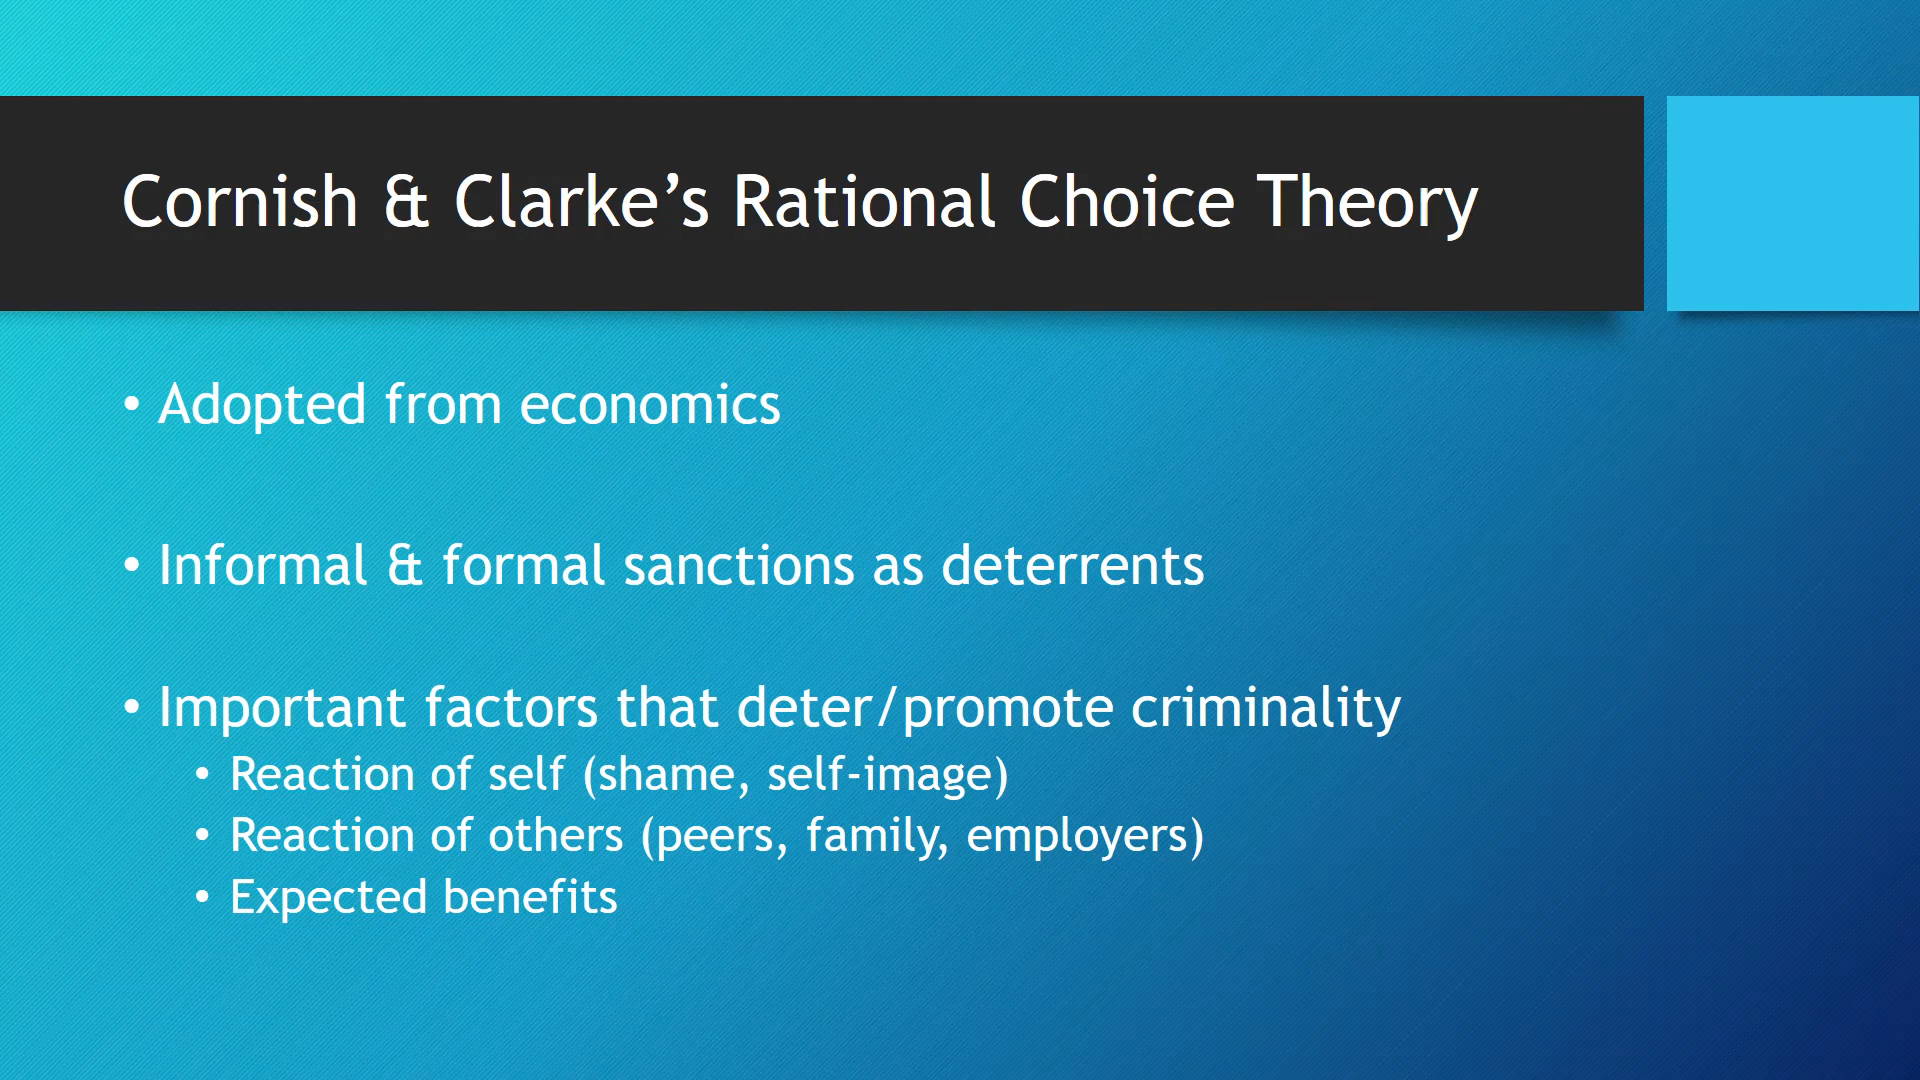 Cornish & Clarke’s Rational Choice Theory
• Adopted from economics
• Informal & formal sanctions as deterrents
• Important factors that deter/promote criminality
• Reaction of self (shame, self-image)
• Reaction of others (peers, family, employers)
• Expected benefits